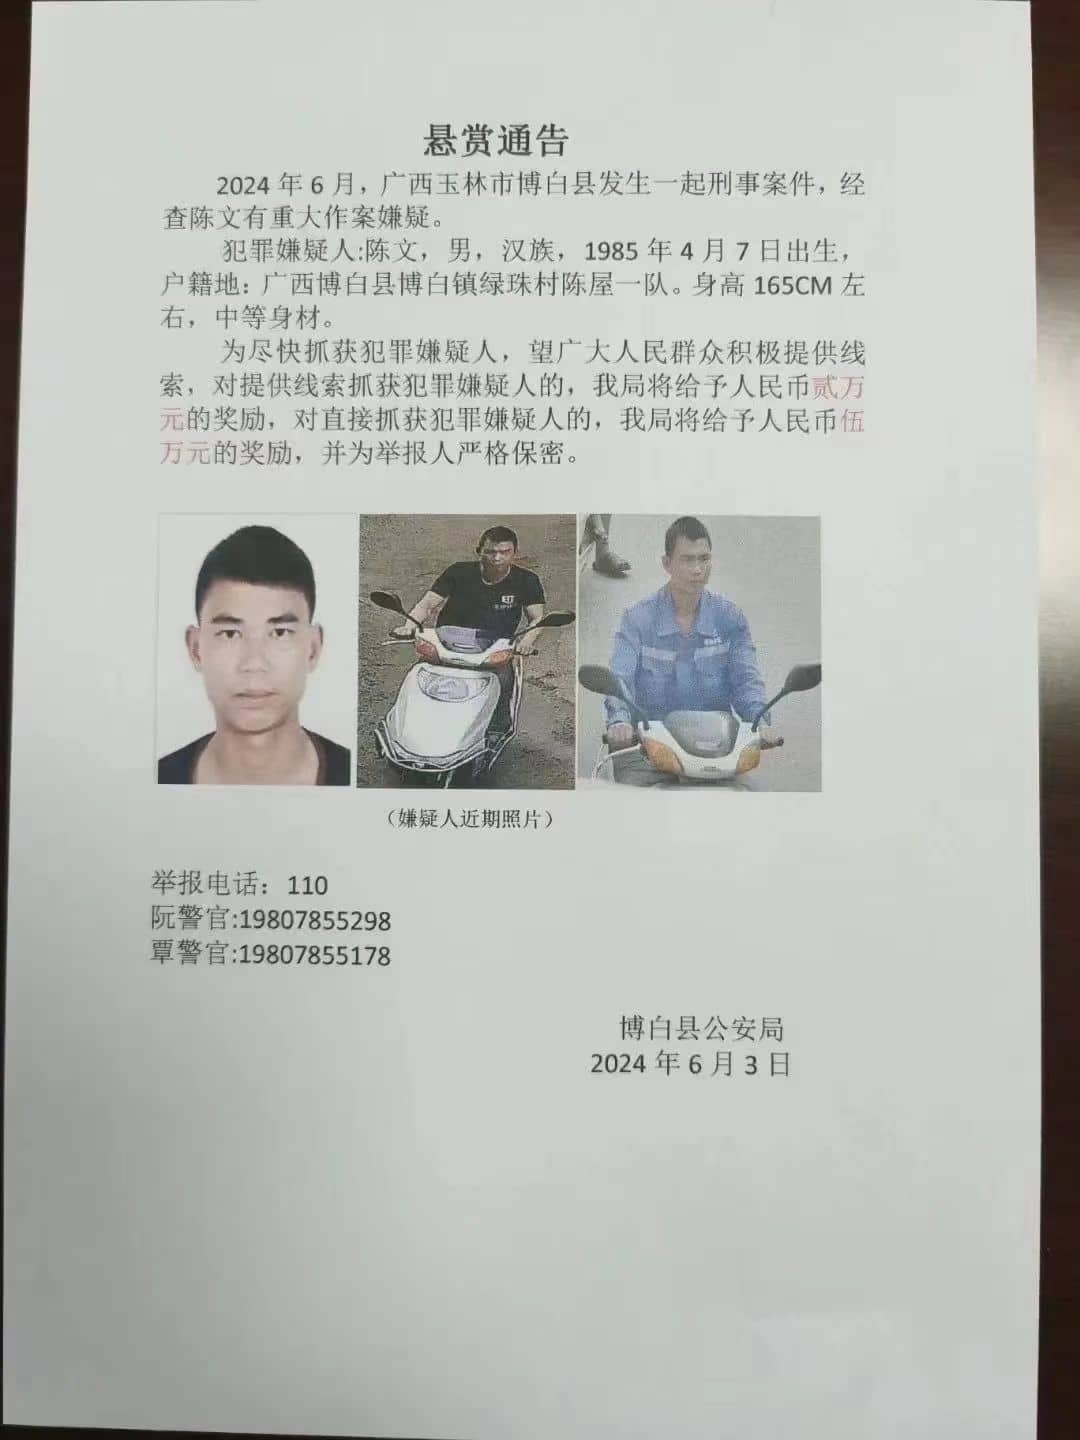 悬赏通告
2024 年 6 月，广西玉林市博白县发生一起刑事案件，经
查陈文有重大作案嫌疑。
犯罪嫌疑人:陈文，男，汉族，1985 年 4 月 7 日出生，
户籍地：广西博白县博白镇绿珠村陈屋一队。身高 165CM 左
右，中等身材。
为尽快抓获犯罪嫌疑人，望广大人民群众积极提供线
索，对提供线索抓获犯罪嫌疑人的，我局将给予人民币贰万
元的奖励，对直接抓获犯罪嫌疑人的，我局将给予人民币伍
万元的奖励，并为举报人严格保密。
（嫌疑人近期照片）
举报电话：110
阮警官:19807855298
覃警官:19807855178
博白县公安局
2024 年 6 月 3 日